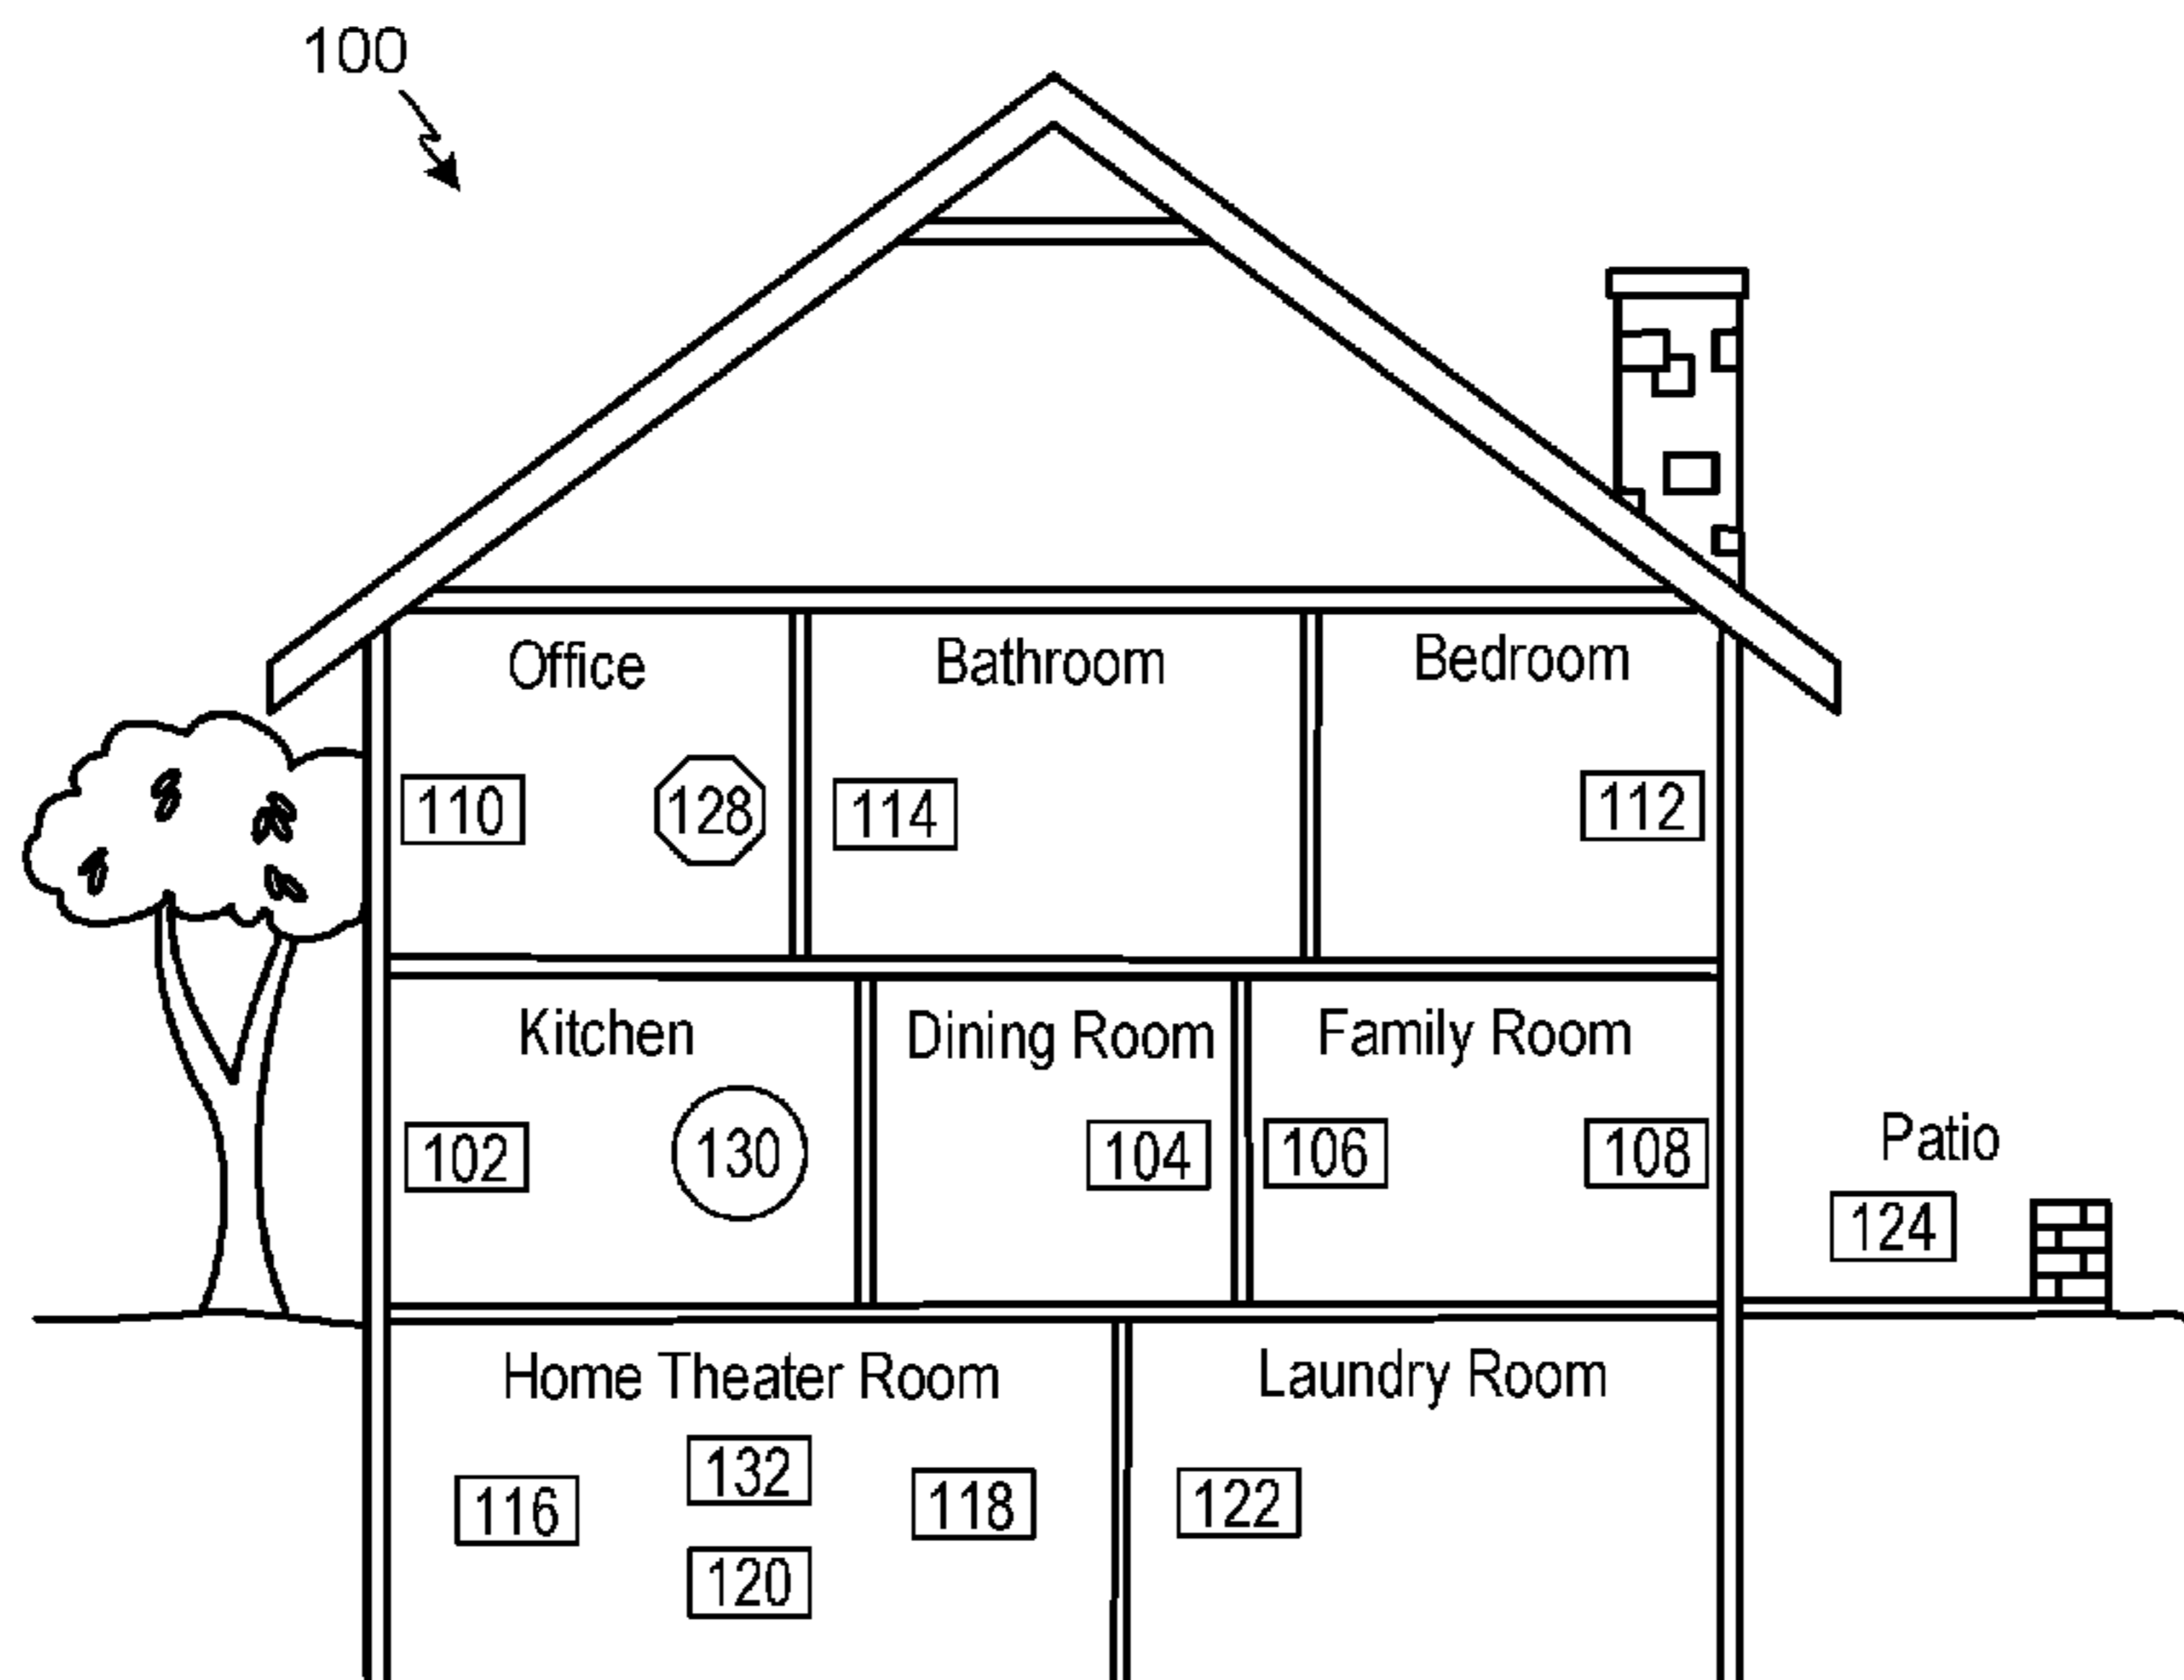 100
Office
Bathroom
Bedroom
110
128
114
112
Kitchen
Dining Room
Family Room
102
130
104
106
108
Patio
124
Home Theater Room
Laundry Room
116
132
118
120
122